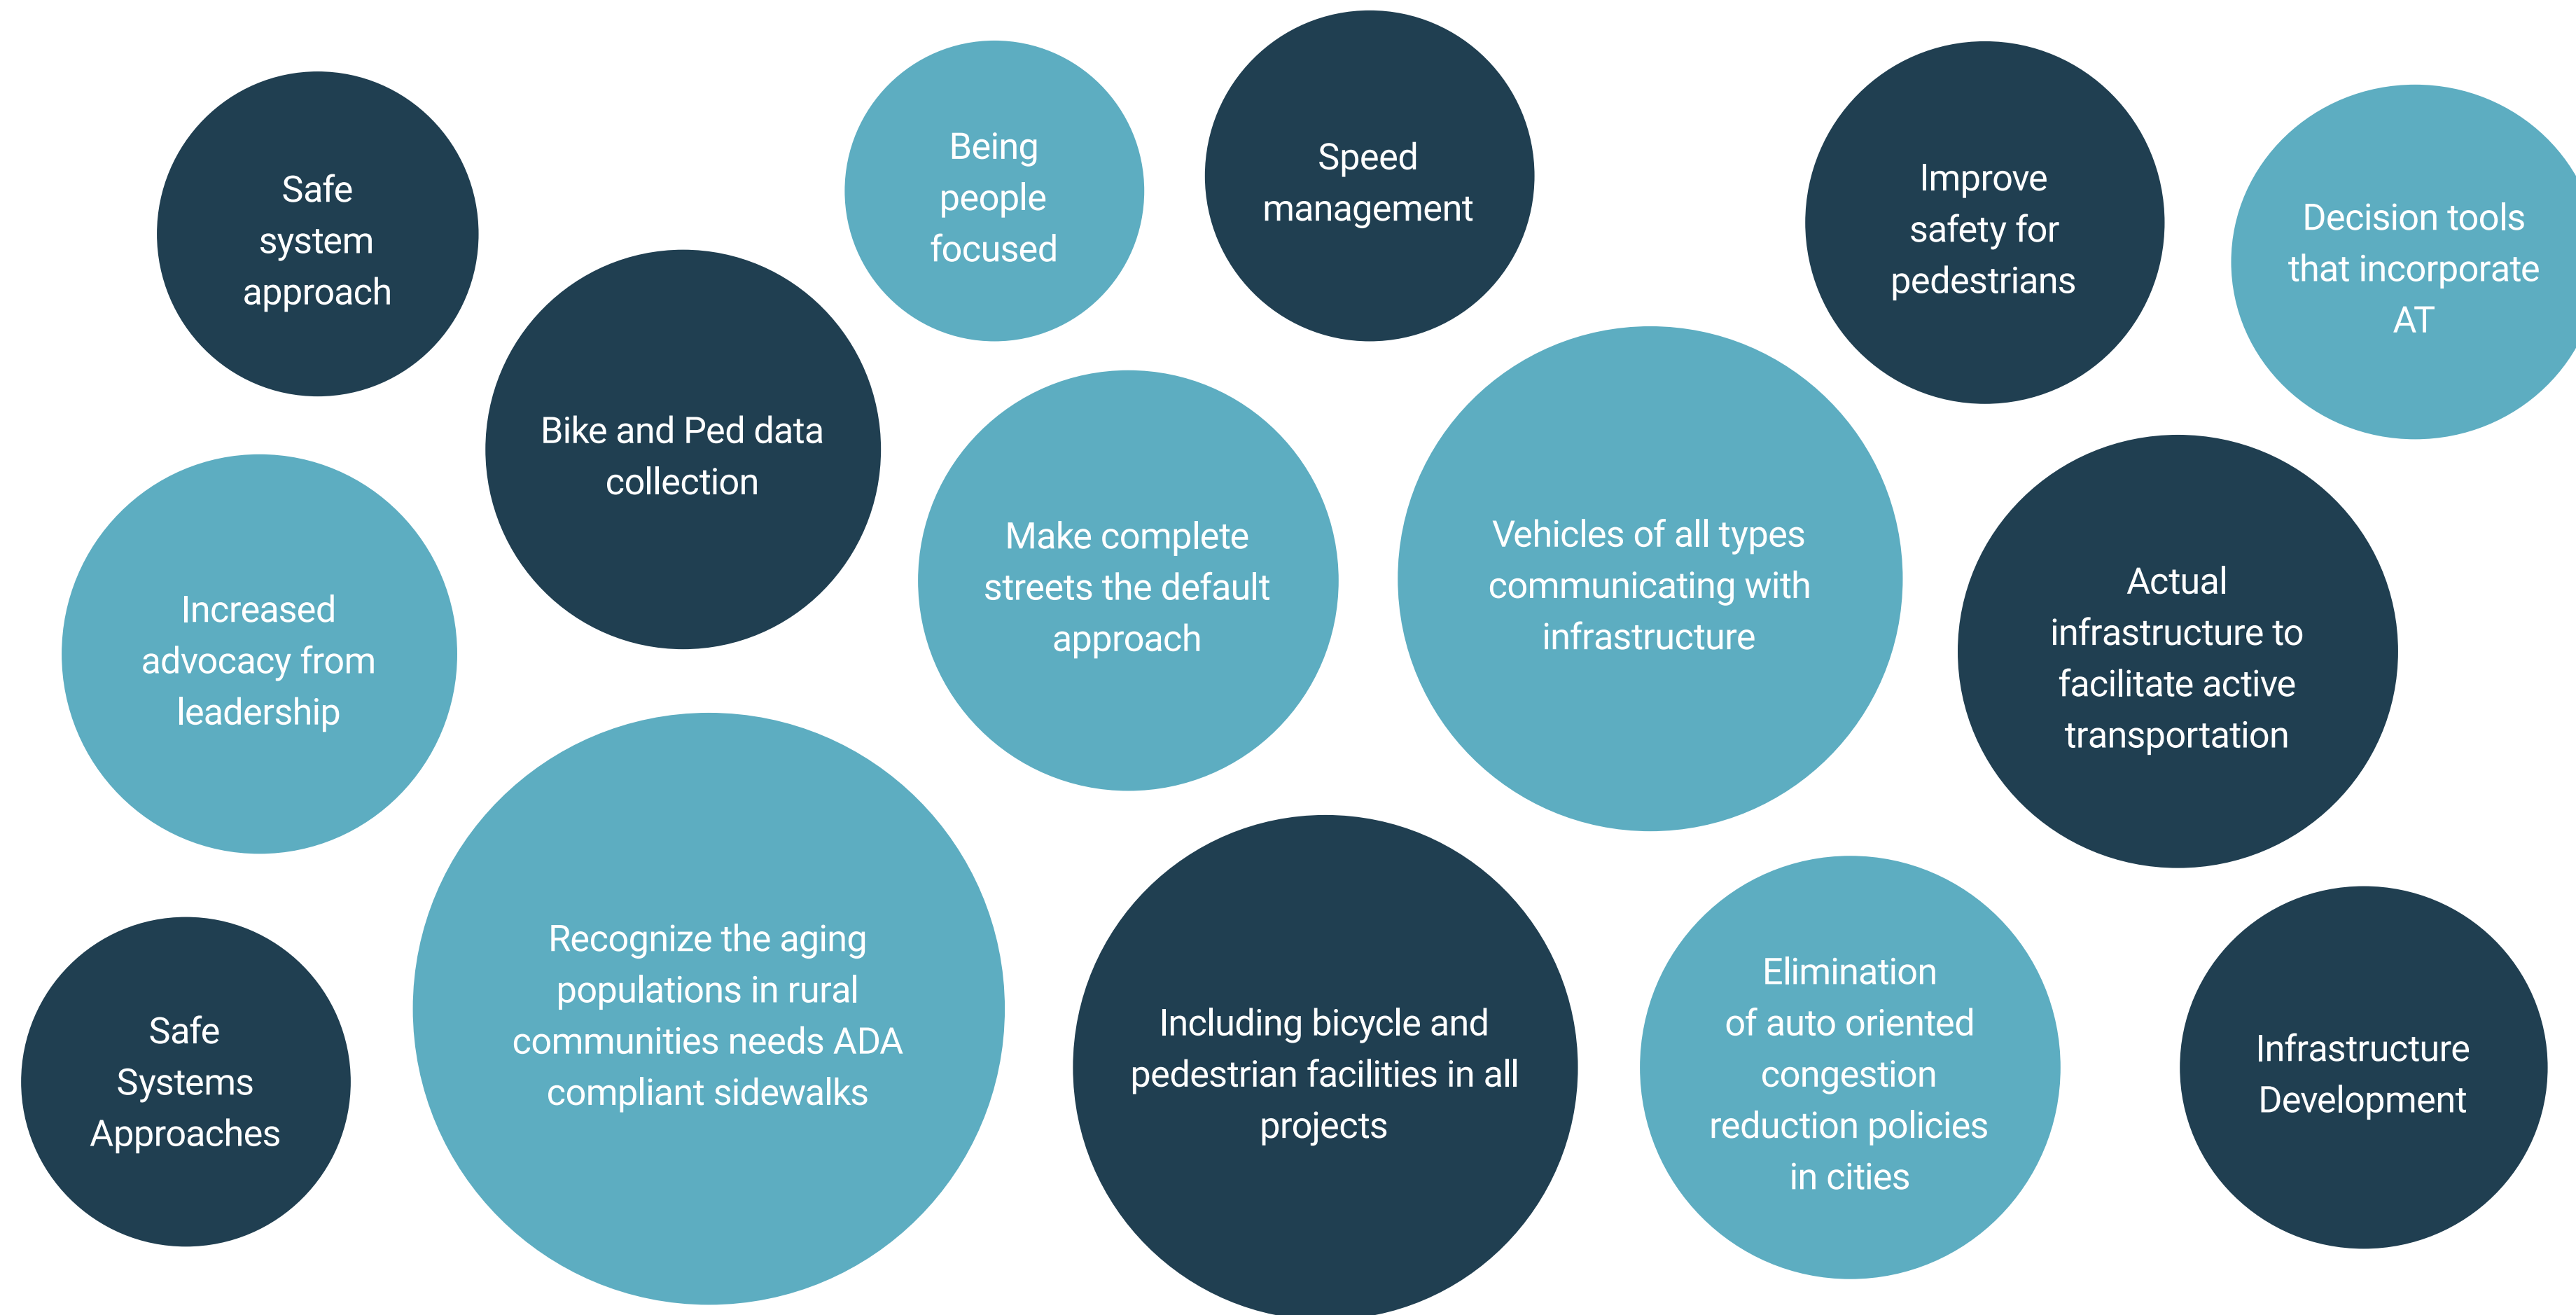 Safe
system
approach
Being
people
focused
Speed
management
Improve
safety for
pedestrians
Decision tools
that incorporate
AT
Bike and Ped data
collection
Increased
advocacy from
leadership
Make complete
streets the default
approach
Vehicles of all types
communicating with
infrastructure
Actual
infrastructure to
facilitate active
transportation
Safe
Systems
Approaches
Recognize the aging
populations in rural
communities needs ADA
compliant sidewalks
Including bicycle and
pedestrian facilities in all
projects
Elimination
of auto oriented
congestion
reduction policies
in cities
Infrastructure
Development